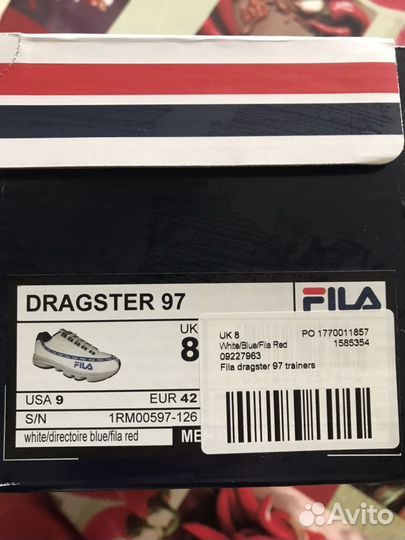 DRAGSTER 97
FILA
UK
8
FILA
USA 9
EUR 42
S/N
1RM00597-126
white/directoire blue/fila red
UK 8
PO 1770011857
White/Blue/Fila Red
1585354
09227963
Fila dragster 97 trainers
Avito